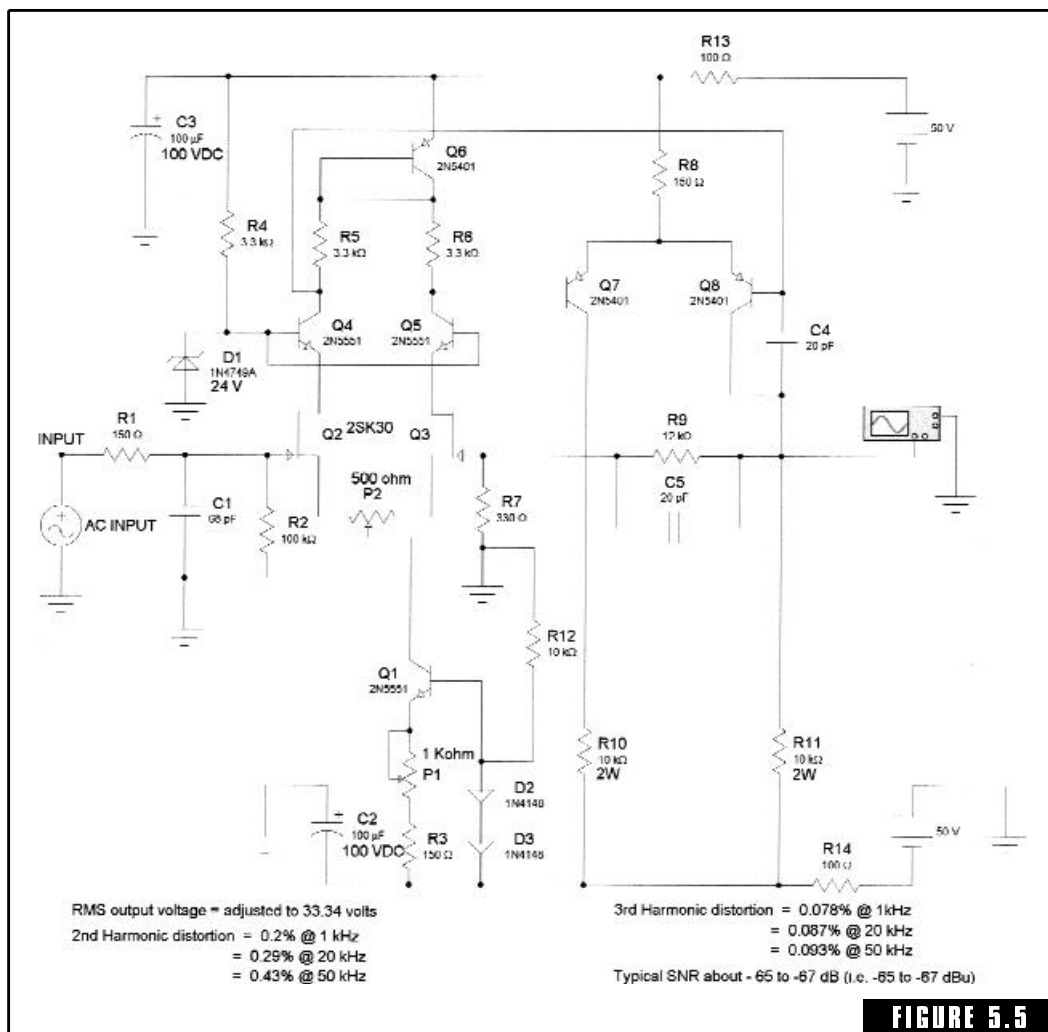 R13
100 Ω
C3
100 µF
100 VDC
50 V
Q6
2N5401
R8
150 Ω
R4
3.3 kΩ
R5
3.3 kΩ
R6
3.3 kΩ
Q7
2N5401
Q8
2N5401
Q4
2N5551
Q5
2N5551
C4
20 pF
D1
1N4749A
24 V
R1
150 Ω
INPUT
Q2
2SK30
Q3
R9
12 kΩ
500 ohm
P2
C5
20 pF
C1
68 pF
R2
100 kΩ
R7
330 Ω
AC INPUT
R12
10 kΩ
Q1
2N5551
1 Kohm
P1
R10
10 kΩ
2W
R11
10 kΩ
2W
D2
1N4148
C2
100 µF
100 VDC
R3
150 Ω
D3
1N4148
50 V
R14
100 Ω
RMS output voltage = adjusted to 33.34 volts
2nd Harmonic distortion = 0.2% @ 1 kHz
= 0.29% @ 20 kHz
= 0.43% @ 50 kHz
3rd Harmonic distortion = 0.078% @ 1kHz
= 0.087% @ 20 kHz
= 0.093% @ 50 kHz
Typical SNR about - 65 to -67 dB (i.e. -65 to -67 dBu)
FIGURE 5.5